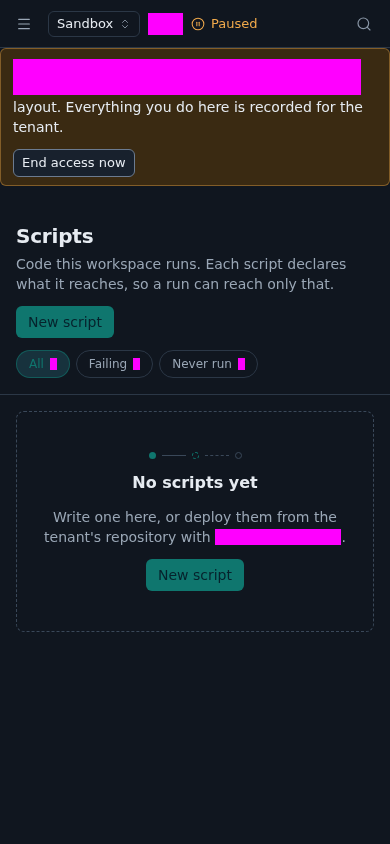 Sandbox
Paused
layout. Everything you do here is recorded for the
tenant.
End access now
Scripts
Code this workspace runs. Each script declares
what it reaches, so a run can reach only that.
New script
All
Failing
Never run
No scripts yet
Write one here, or deploy them from the
tenant's repository with .
New script